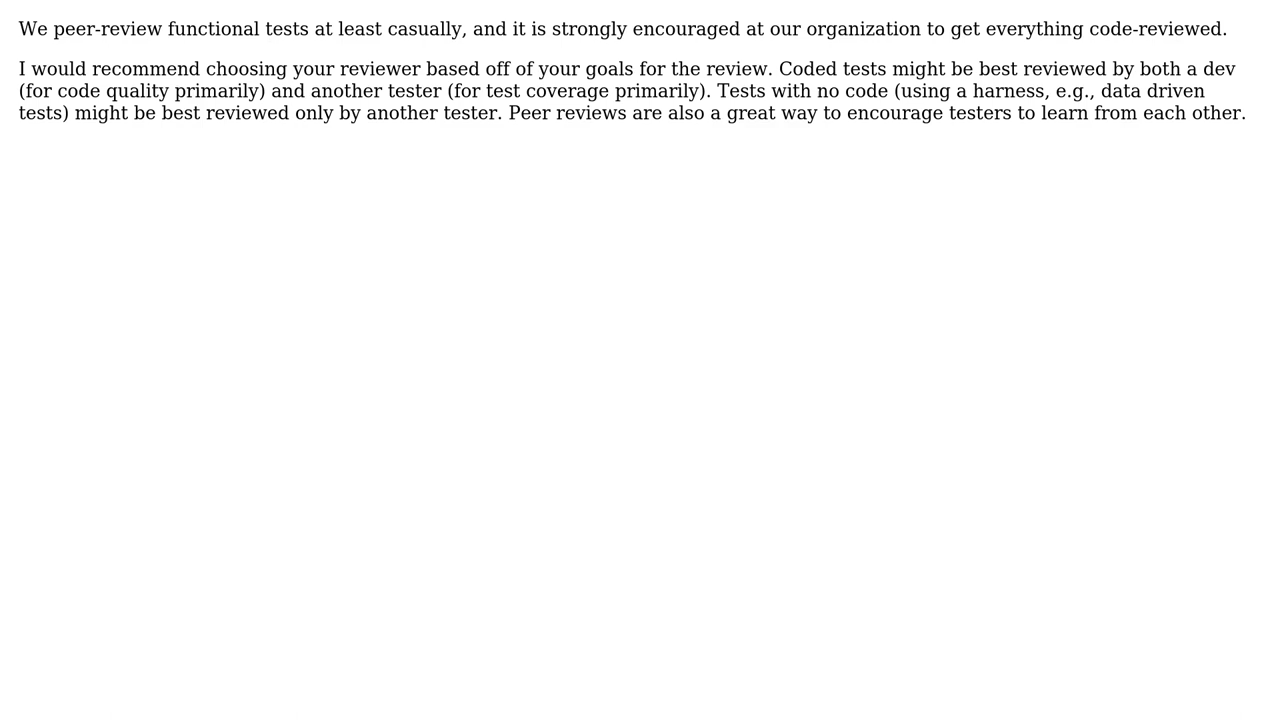 We peer-review functional tests at least casually, and it is strongly encouraged at our organization to get everything code-reviewed.
I would recommend choosing your reviewer based off of your goals for the review. Coded tests might be best reviewed by both a dev
(for code quality primarily) and another tester (for test coverage primarily). Tests with no code (using a harness, e.g., data driven
tests) might be best reviewed only by another tester. Peer reviews are also a great way to encourage testers to learn from each other.